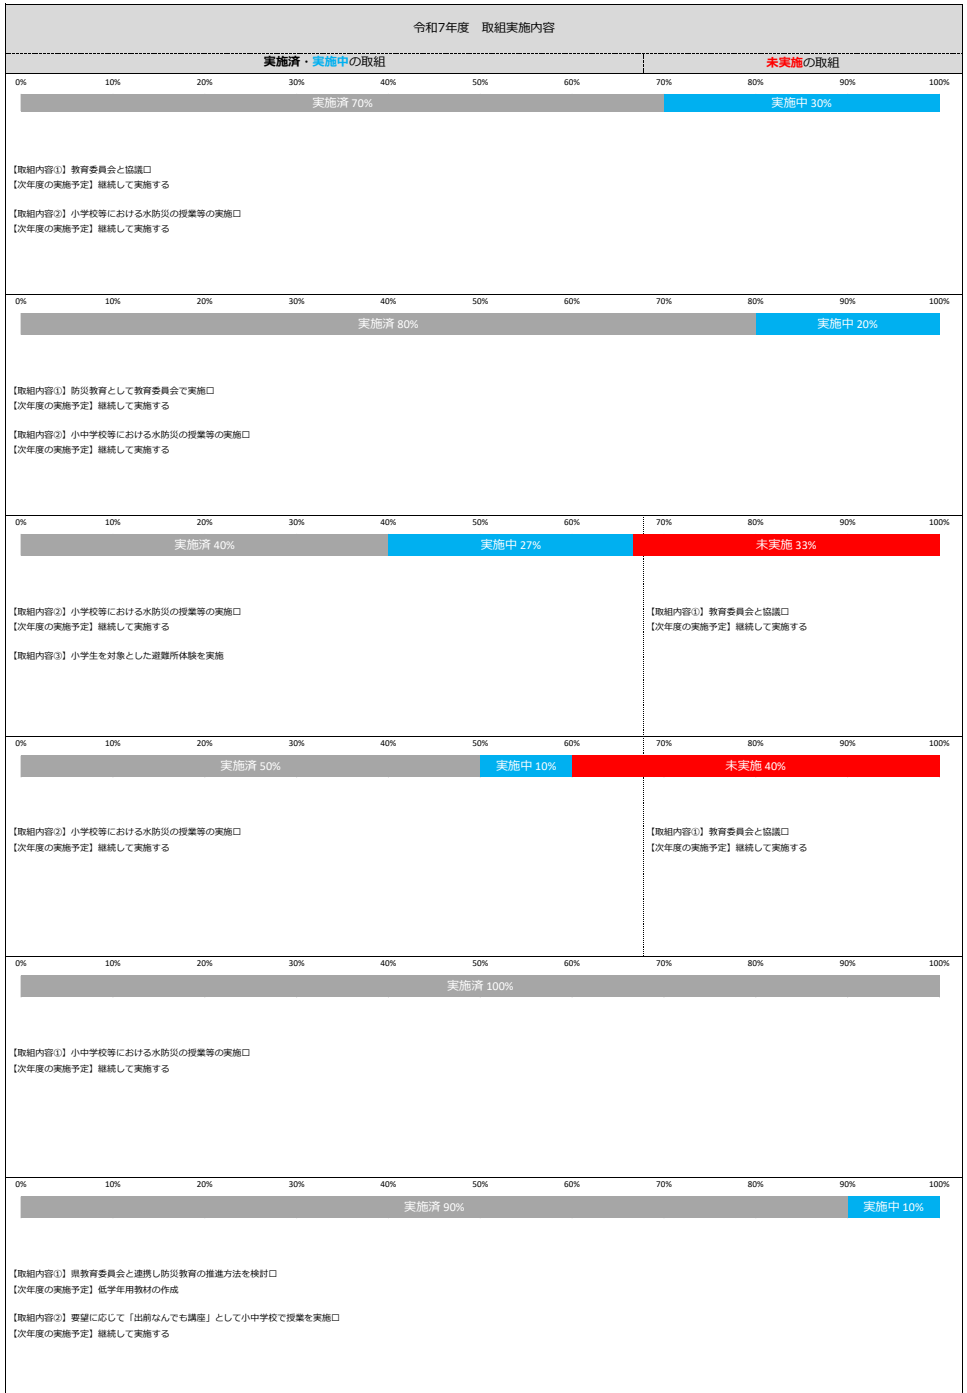 令和7年度　取組実施内容
実施済・実施中の取組
未実施の取組
0% 10% 20% 30% 40% 50% 60% 70% 80% 90% 100%
実施済 70% 実施中 30%
【取組内容①】教育委員会と協議口
【次年度の実施予定】継続して実施する
【取組内容②】小学校等における水防災の授業等の実施口
【次年度の実施予定】継続して実施する
0% 10% 20% 30% 40% 50% 60% 70% 80% 90% 100%
実施済 80% 実施中 20%
【取組内容①】防災教育として教育委員会で実施口
【次年度の実施予定】継続して実施する
【取組内容②】小中学校等における水防災の授業等の実施口
【次年度の実施予定】継続して実施する
0% 10% 20% 30% 40% 50% 60% 70% 80% 90% 100%
実施済 40% 実施中 27% 未実施 33%
【取組内容②】小学校等における水防災の授業等の実施口
【次年度の実施予定】継続して実施する
【取組内容③】小学生を対象とした避難所体験を実施
【取組内容①】教育委員会と協議口
【次年度の実施予定】継続して実施する
0% 10% 20% 30% 40% 50% 60% 70% 80% 90% 100%
実施済 50% 実施中 10% 未実施 40%
【取組内容②】小学校等における水防災の授業等の実施口
【次年度の実施予定】継続して実施する
【取組内容①】教育委員会と協議口
【次年度の実施予定】継続して実施する
0% 10% 20% 30% 40% 50% 60% 70% 80% 90% 100%
実施済 100%
【取組内容①】小中学校等における水防災の授業等の実施口
【次年度の実施予定】継続して実施する
0% 10% 20% 30% 40% 50% 60% 70% 80% 90% 100%
実施済 90% 実施中 10%
【取組内容①】県教育委員会と連携し防災教育の推進方法を検討口
【次年度の実施予定】低学年用教材の作成
【取組内容②】要望に応じて「出前なんでも講座」として小中学校で授業を実施口
【次年度の実施予定】継続して実施する